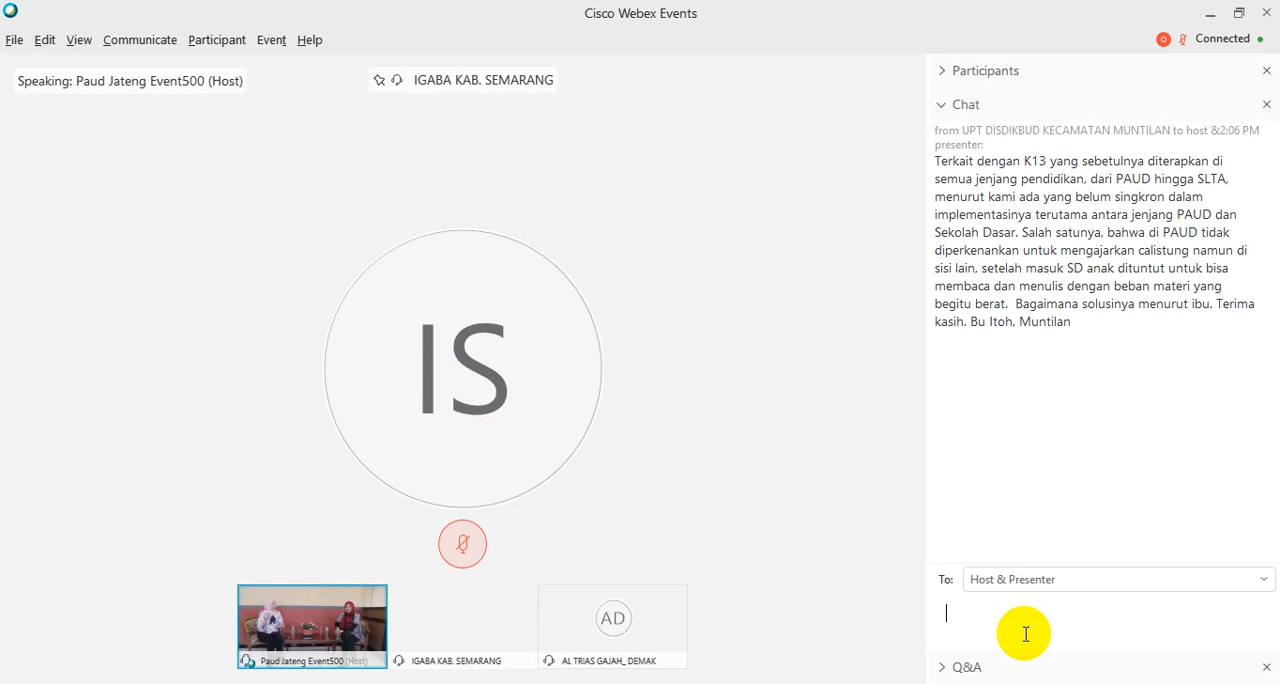 Cisco Webex Events
File Edit View Communicate Participant Event Help
Connected
Speaking: Paud Jateng Event500 (Host)
IGABA KAB. SEMARANG
Participants
Chat
from UPT DISDIKBUD KECAMATAN MUNTILAN to host &2:06 PM
presenter:
Terkait dengan K13 yang sebetulnya diterapkan di
semua jenjang pendidikan, dari PAUD hingga SLTA,
menurut kami ada yang belum singkron dalam
implementasinya terutama antara jenjang PAUD dan
Sekolah Dasar. Salah satunya, bahwa di PAUD tidak
diperkenankan untuk mengajarkan calistung namun di
sisi lain, setelah masuk SD anak dituntut untuk bisa
membaca dan menulis dengan beban materi yang
begitu berat.  Bagaimana solusinya menurut ibu. Terima
kasih. Bu Itoh, Muntilan
IS
To: Host & Presenter
AD
Paud Jateng Event500 (Host)
IGABA KAB. SEMARANG
AL TRIAS GAJAH_ DEMAK
Q&A